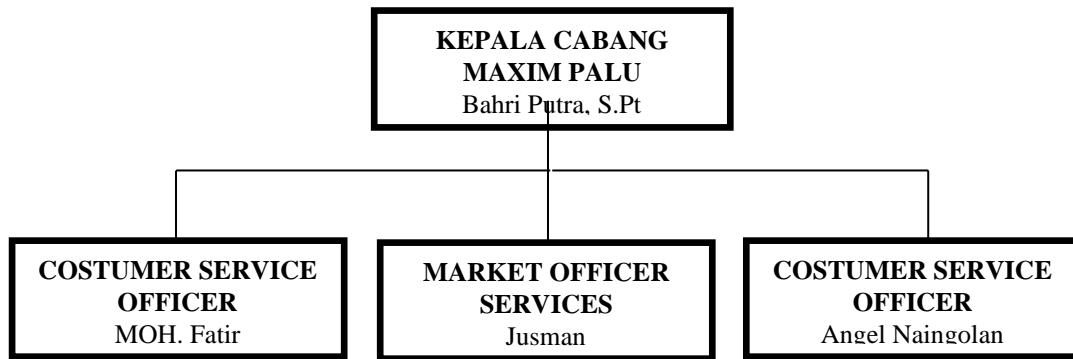 KEPALA CABANG
MAXIM PALU
Bahri Putra, S.Pt
COSTUMER SERVICE
OFFICER
MOH. Fatir
MARKET OFFICER
SERVICES
Jusman
COSTUMER SERVICE
OFFICER
Angel Naingolan